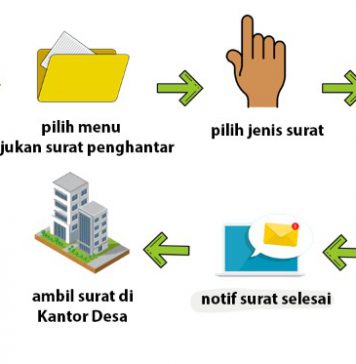 pilih menu
jukan surat penghantar
pilih jenis surat
ambil surat di
Kantor Desa
notif surat selesai